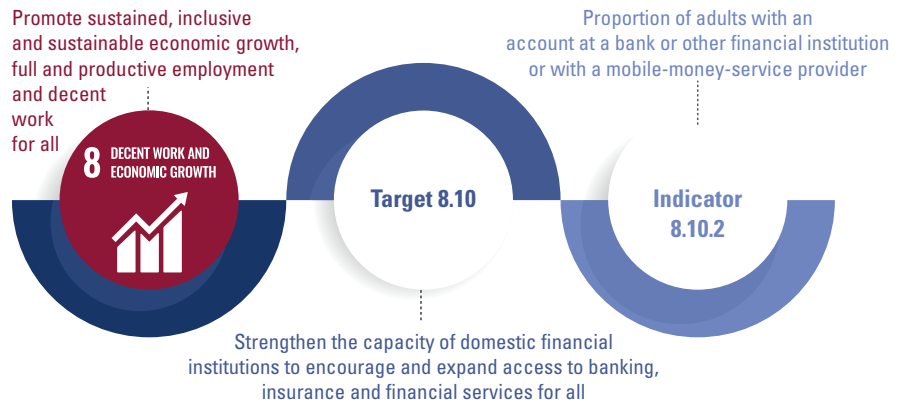 Promote sustained, inclusive
and sustainable economic growth,
full and productive employment
and decent
work
for all
8 DECENT WORK AND
ECONOMIC GROWTH
Target 8.10
Strengthen the capacity of domestic financial
institutions to encourage and expand access to banking,
insurance and financial services for all
Proportion of adults with an
account at a bank or other financial institution
or with a mobile-money-service provider
Indicator
8.10.2